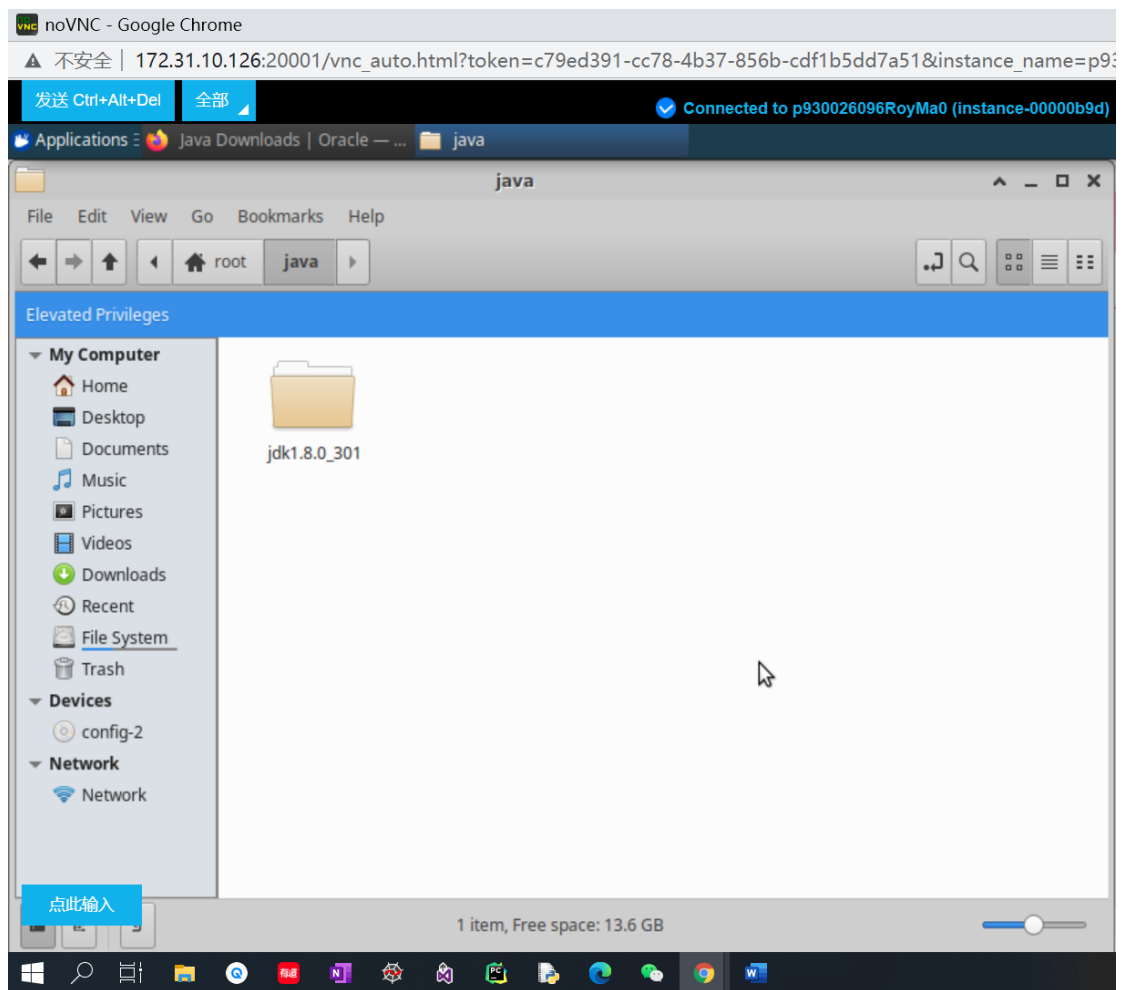 noVNC - Google Chrome
不安全 172.31.10.126:20001/vnc_auto.html?token=c79ed391-cc78-4b37-856b-cdf1b5dd7a51&instance_name=p93
发送 Ctrl+Alt+Del 全部 Connected to p930026096RoyMa0 (instance-00000b9d)
Applications Java Downloads | Oracle — ... java
java
File Edit View Go Bookmarks Help
root java
Elevated Privileges
My Computer
Home
Desktop
Documents
Music
Pictures
Videos
Downloads
Recent
File System
Trash
Devices
config-2
Network
Network
jdk1.8.0_301
点此输入
1 item, Free space: 13.6 GB